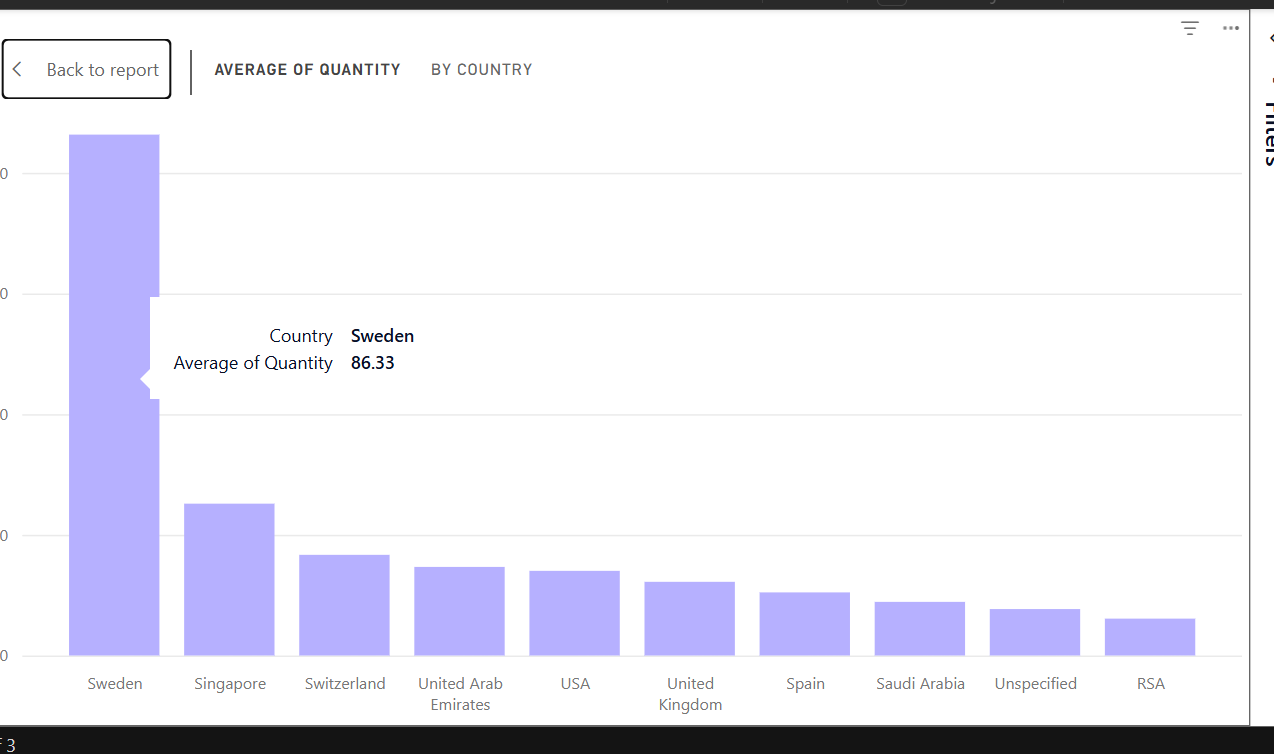 Back to report
AVERAGE OF QUANTITY BY COUNTRY
Filters
0
0
Country Sweden
Average of Quantity 86.33
0
0
0
Sweden Singapore Switzerland United Arab Emirates USA United Kingdom Spain Saudi Arabia Unspecified RSA
3